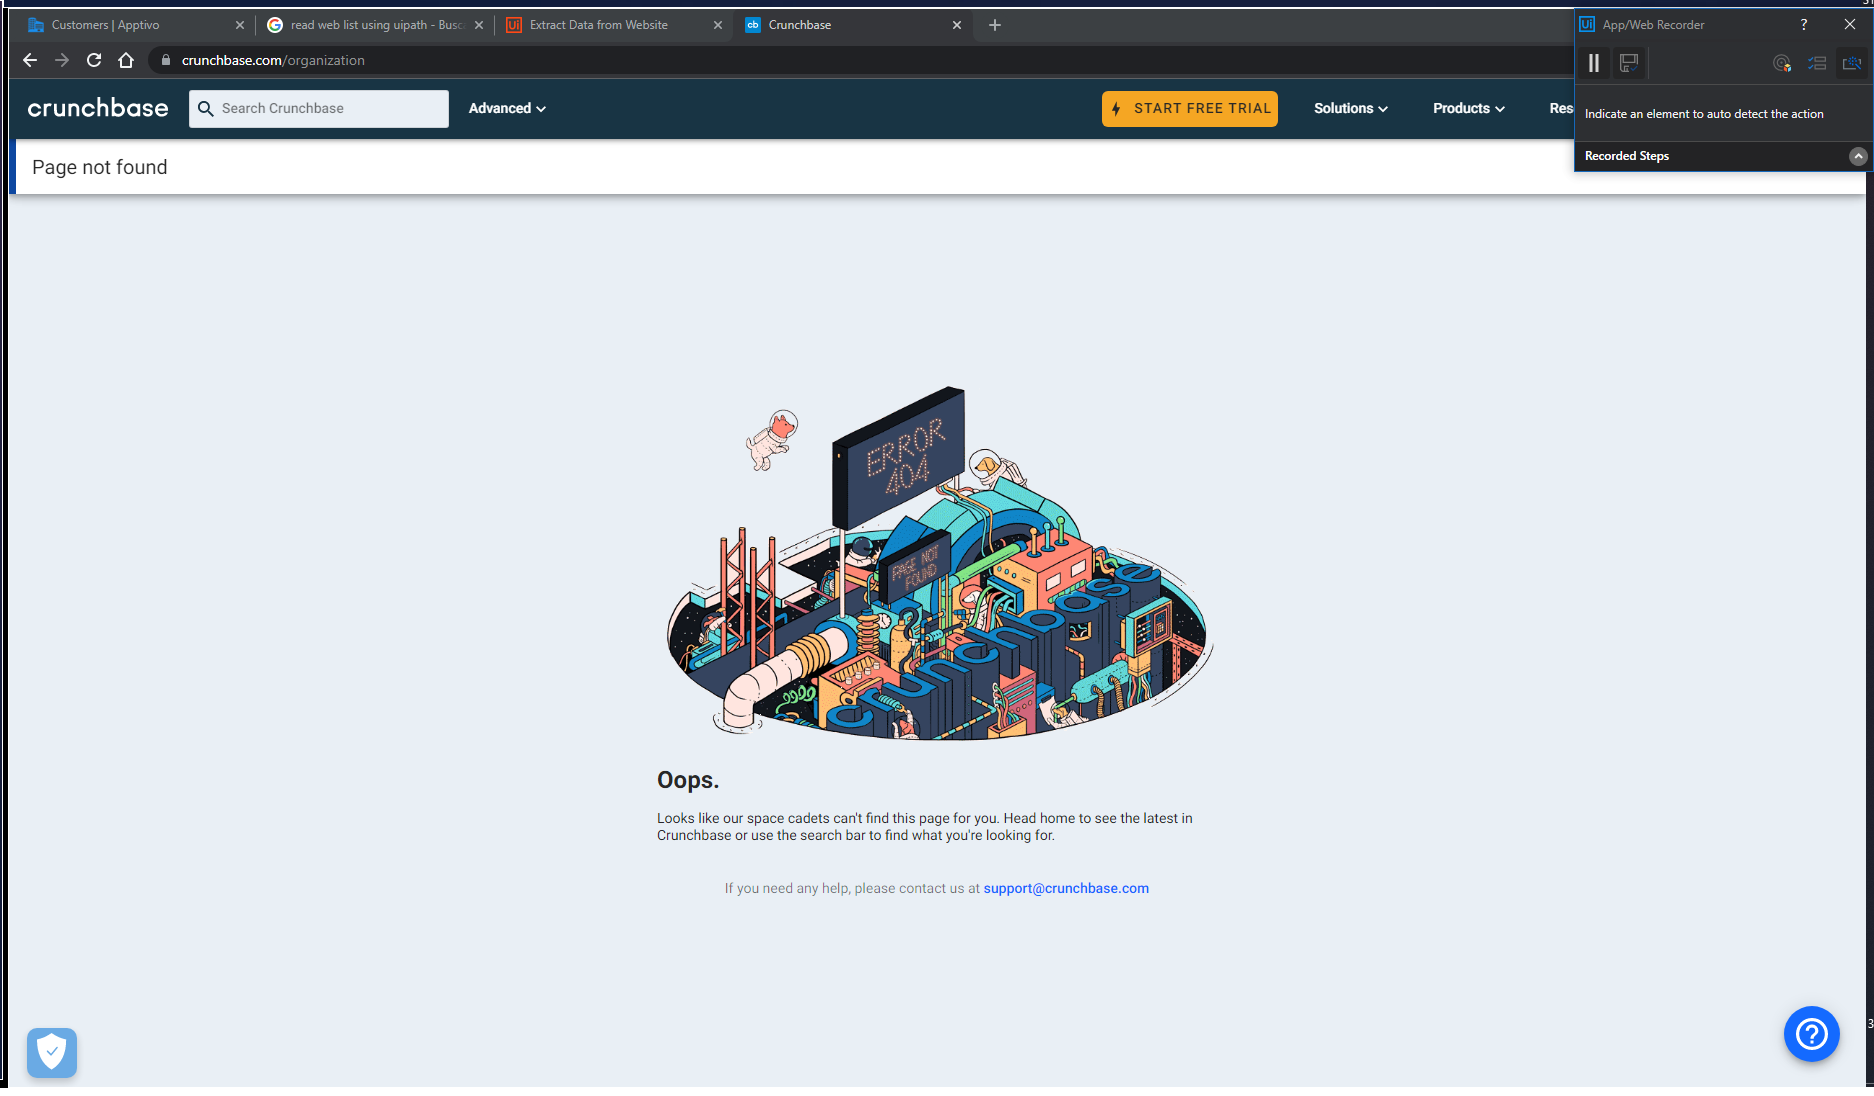 Customers | Apptivo
read web list using uipath - Busc
Extract Data from Website
cb Crunchbase
Ui App/Web Recorder ?
crunchbase.com/organization
crunchbase
Search Crunchbase
Advanced
START FREE TRIAL
Solutions
Products
Res
Indicate an element to auto detect the action
Recorded Steps
Page not found
ERROR
404
PAGE NOT
FOUND
crunchbase
Oops.
Looks like our space cadets can't find this page for you. Head home to see the latest in
Crunchbase or use the search bar to find what you're looking for.
If you need any help, please contact us at support@crunchbase.com